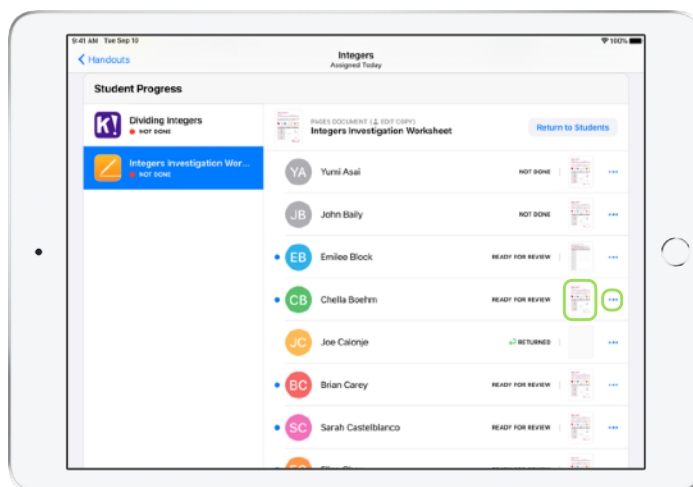 9:41 AM Tue Sep 10
100%
Handouts
Integers
Assigned Today
Student Progress
K!
Dividing Integers
NOT DONE
Integers Investigation Wor...
NOT DONE
PAGES DOCUMENT ( EDIT COPY)
Integers Investigation Worksheet
Return to Students
YA Yumi Asai NOT DONE
JB John Baily NOT DONE
EB Emilee Block READY FOR REVIEW
CB Chella Boehm READY FOR REVIEW
JC Joe Calonje RETURNED
BC Brian Carey READY FOR REVIEW
SC Sarah Castelblanco READY FOR REVIEW